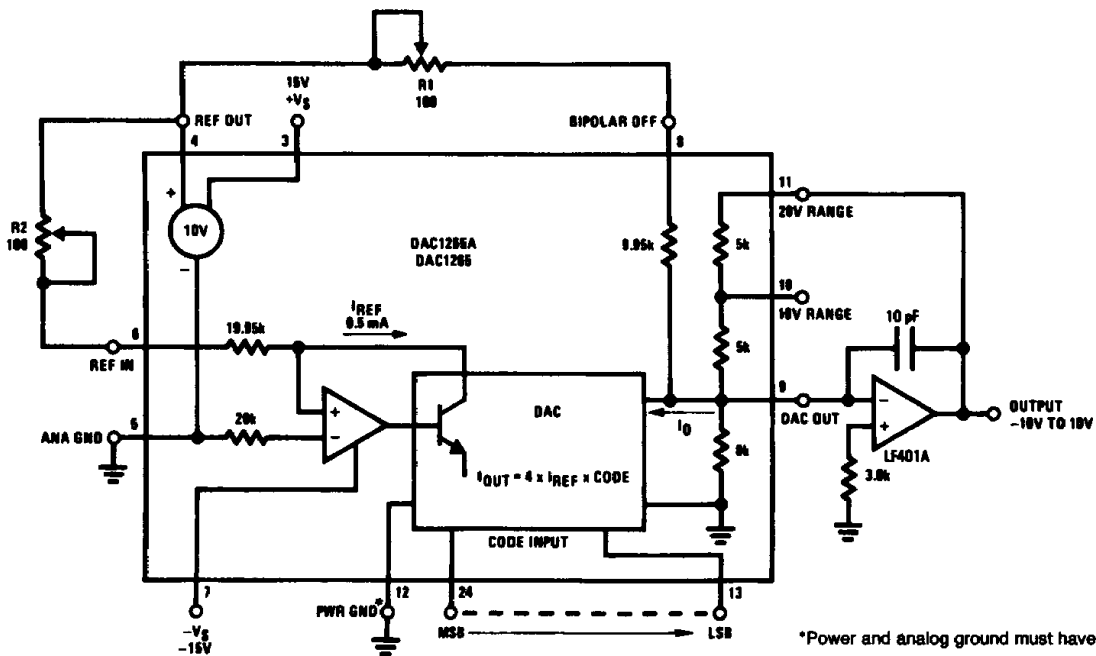 R1
100
15V
+VS
REF OUT
BIPOLAR OFF
4
3
8
11
20V RANGE
+
10V
R2
100
DAC1265A
DAC1265
9.95k
5k
–
10
10V RANGE
IREF
0.5 mA
10 pF
6
19.95k
5k
REF IN
9
+
DAC
–
OUTPUT
–10V TO 10V
5
20k
–
IO
DAC OUT
+
ANA GND
LF401A
8k
3.0k
IOUT = 4 x IREF x CODE
CODE INPUT
7
12
24
13
PWR GND*
–VS
–15V
MSB
LSB
*Power and analog ground must have